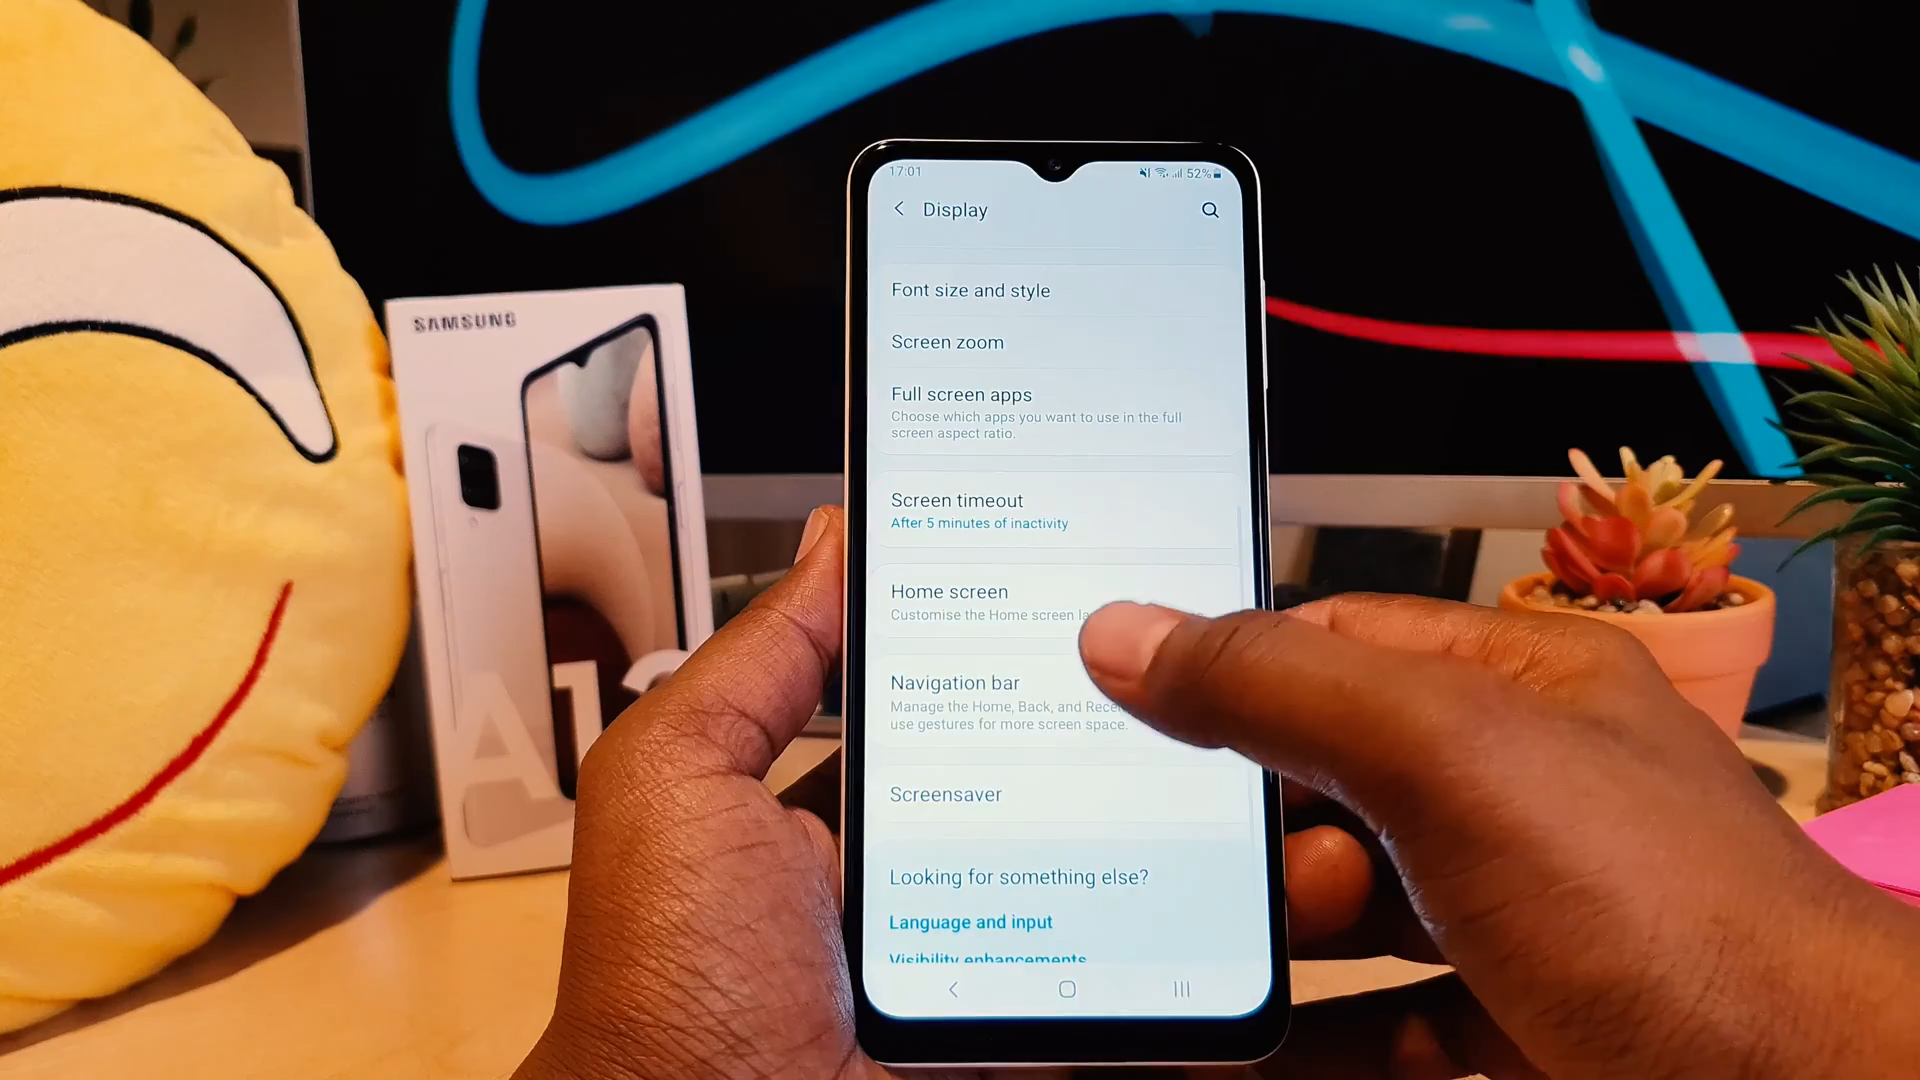 SAMSUNG
17:01
52%
Display
Font size and style
Screen zoom
Full screen apps
Choose which apps you want to use in the full
screen aspect ratio.
Screen timeout
After 5 minutes of inactivity
Home screen
Customise the Home screen
Navigation bar
Manage the Home, Back, and
use gestures for more screen space.
Screensaver
Looking for something else?
Language and input
Visibility enhancements